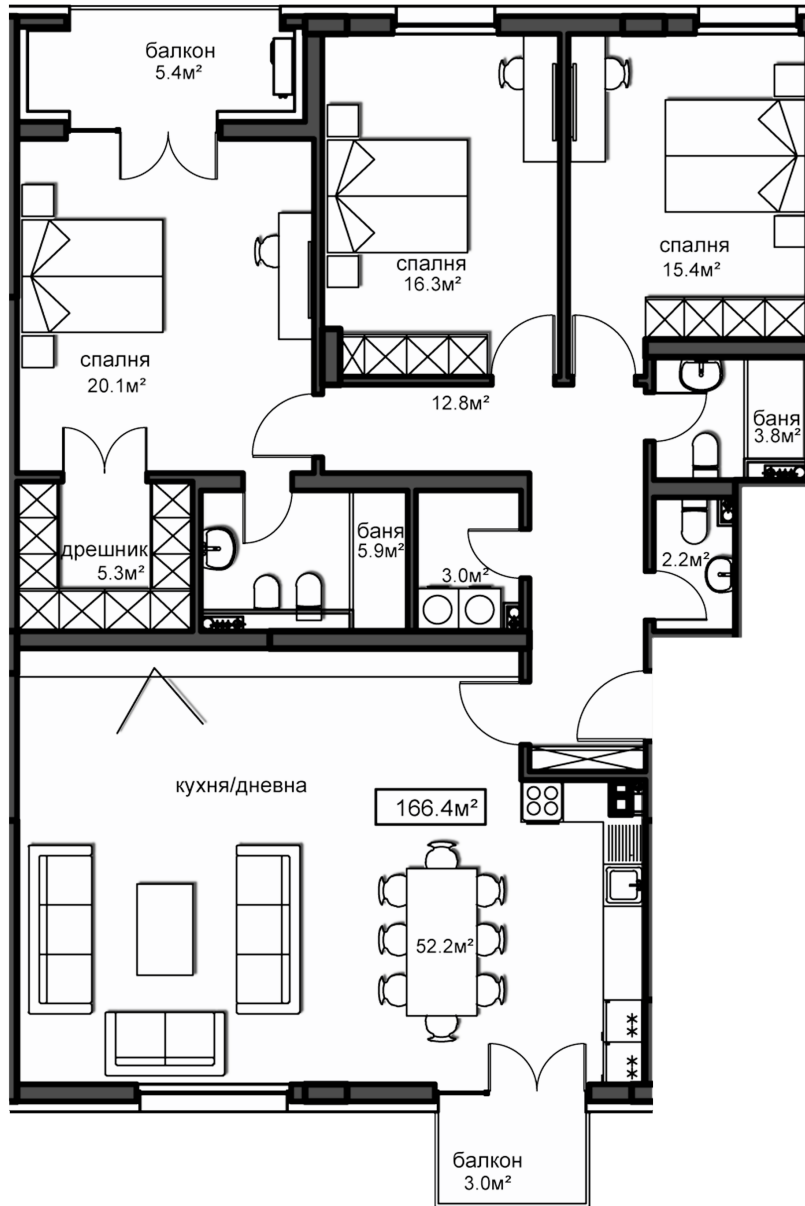 балкон
5.4м²
спалня
16.3м²
спалня
15.4м²
спалня
20.1м²
12.8м²
баня
3.8м²
дрешник
5.3м²
баня
5.9м²
3.0м²
2.2м²
кухня/дневна
166.4м²
52.2м²
балкон
3.0м²